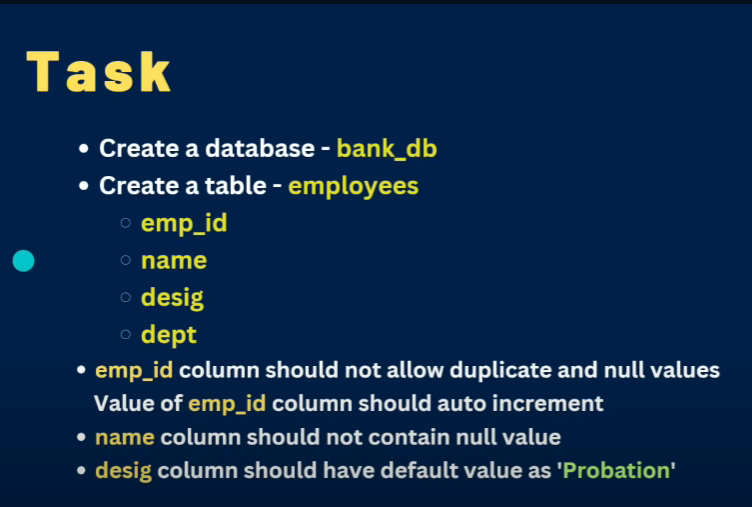 Task
• Create a database - bank_db
• Create a table - employees
○ emp_id
○ name
○ desig
○ dept
• emp_id column should not allow duplicate and null values
Value of emp_id column should auto increment
• name column should not contain null value
• desig column should have default value as 'Probation'